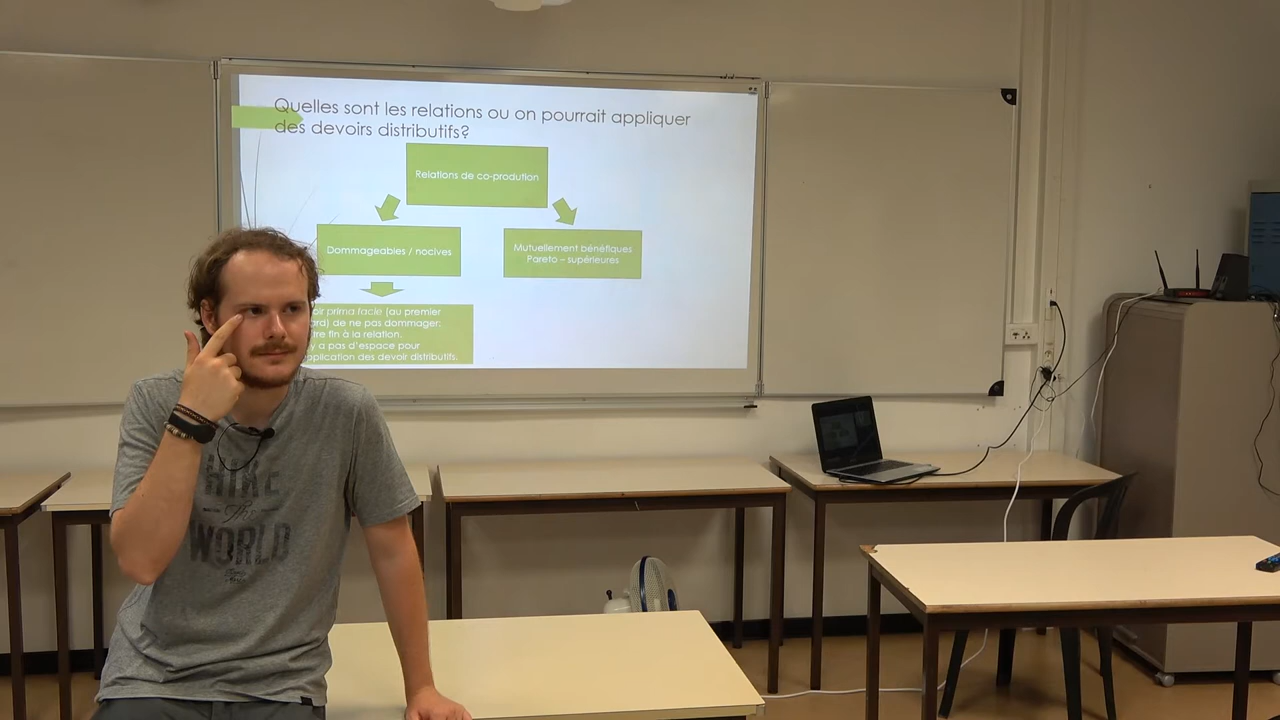 Quelles sont les relations ou on pourrait appliquer
des devoirs distributifs?
Relations de co-prodution
Dommageables / nocives
Mutuellement bénéfiques
Pareto – supérieures
prima facie (au premier
de ne pas dommager:
fin à la relation.
y a pas d'espace pour
des devoir distributifs.
HIKE
the
WORLD